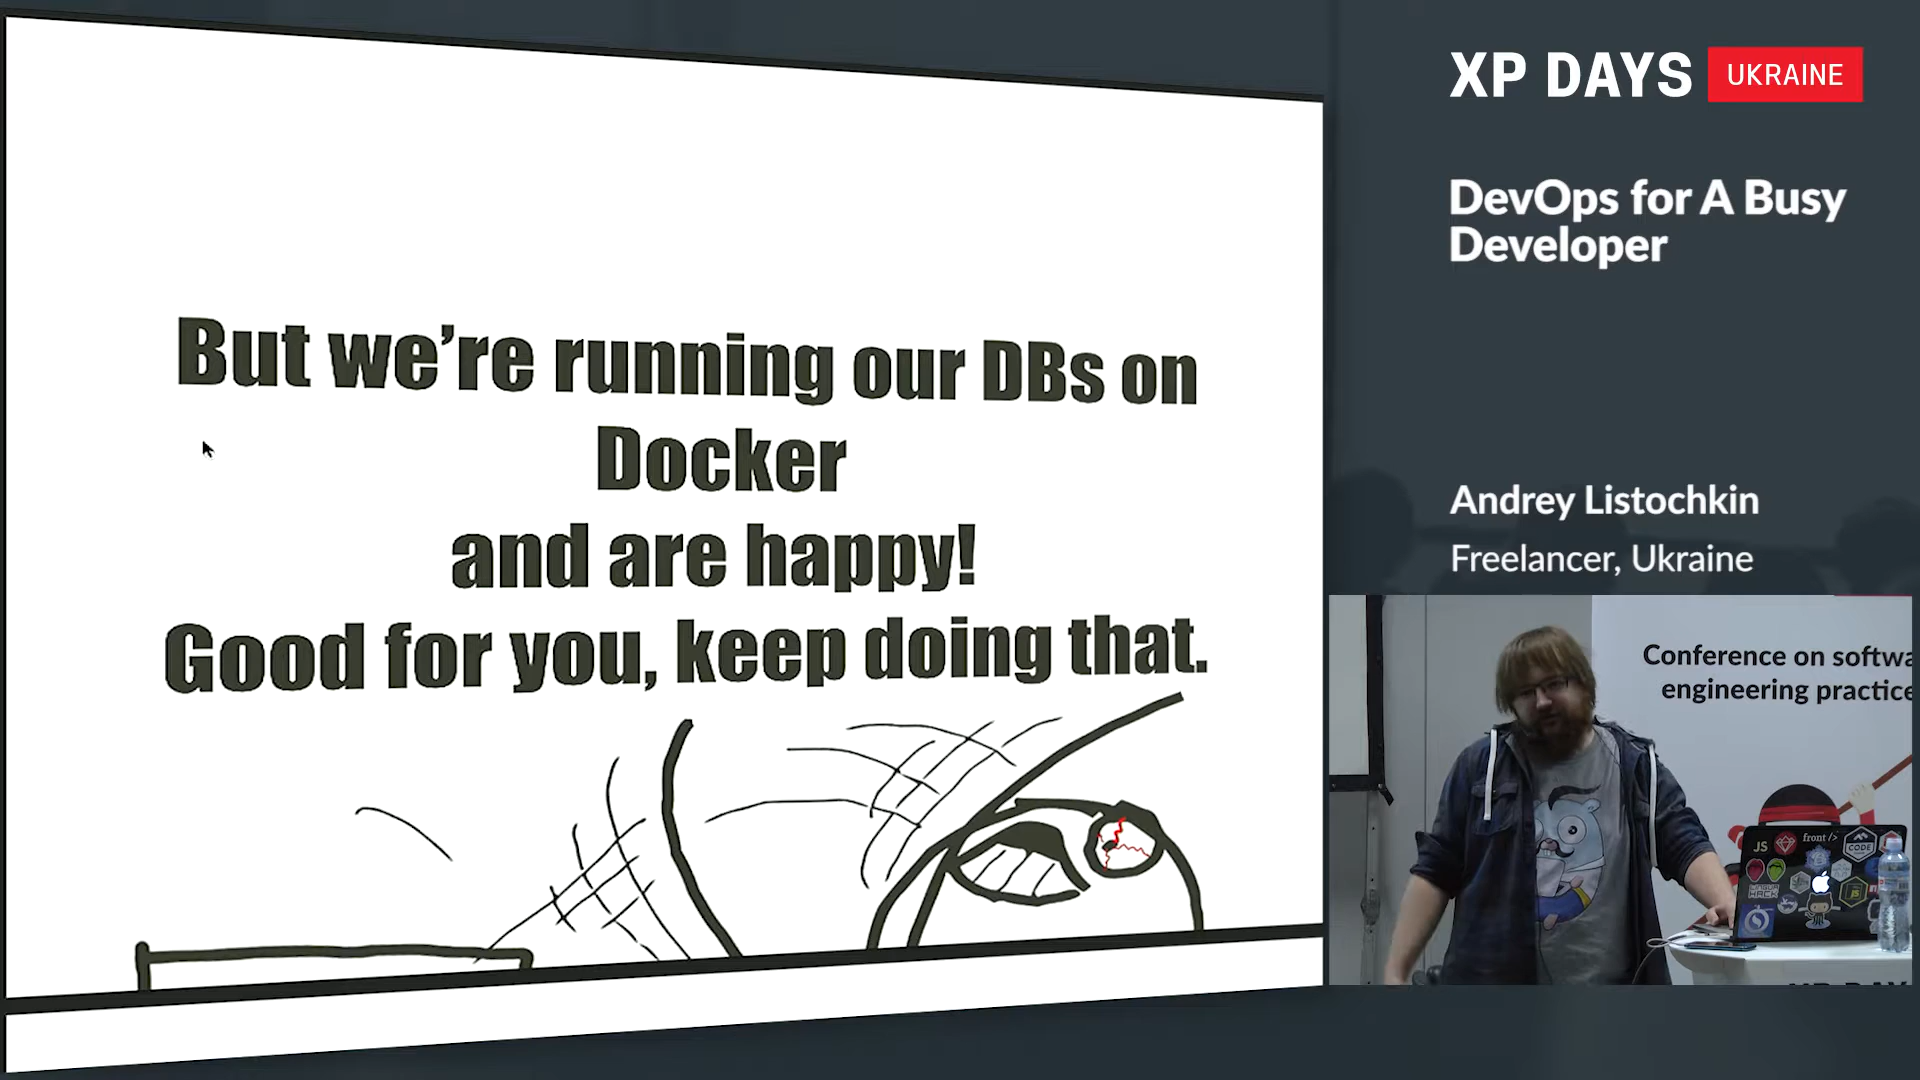 But we’re running our DBs on
Docker
and are happy!
Good for you, keep doing that.
XP DAYS UKRAINE
DevOps for A Busy
Developer
Andrey Listochkin
Freelancer, Ukraine
Conference on softwa
engineering practice
JS
front />
CODE
JS